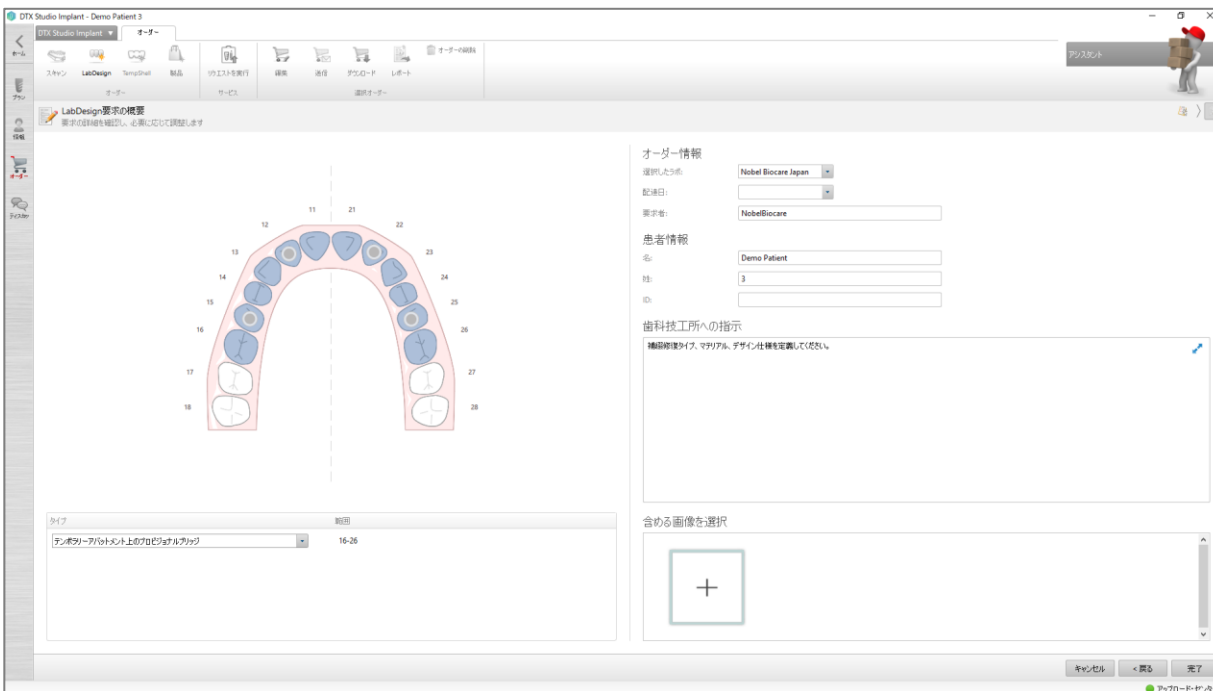 DTX Studio Implant - Demo Patient 3
DTX Studio Implant オーダー
ホーム
プラン
情報
オーダー
スキャン LabDesign TempShell 製品
オーダー
リクエストを実行
サービス
編集 送信 ダウンロード レポート オーダーの削除
選択オーダー
アシスタント
LabDesign要求の概要
要求の詳細を確認し、必要に応じて調整します
11 21
12 22
13 23
14 24
15 25
16 26
17 27
18 28
タイプ 範囲
テンポラリーアバットメント上のプロビジョナルブリッジ 16-26
オーダー情報
選択したラボ: Nobel Biocare Japan
配達日:
要求者: NobelBiocare
患者情報
名: Demo Patient
姓: 3
ID:
歯科技工所への指示
補綴修復タイプ、マテリアル、デザイン仕様を定義してください。
含める画像を選択
キャンセル < 戻る 完了